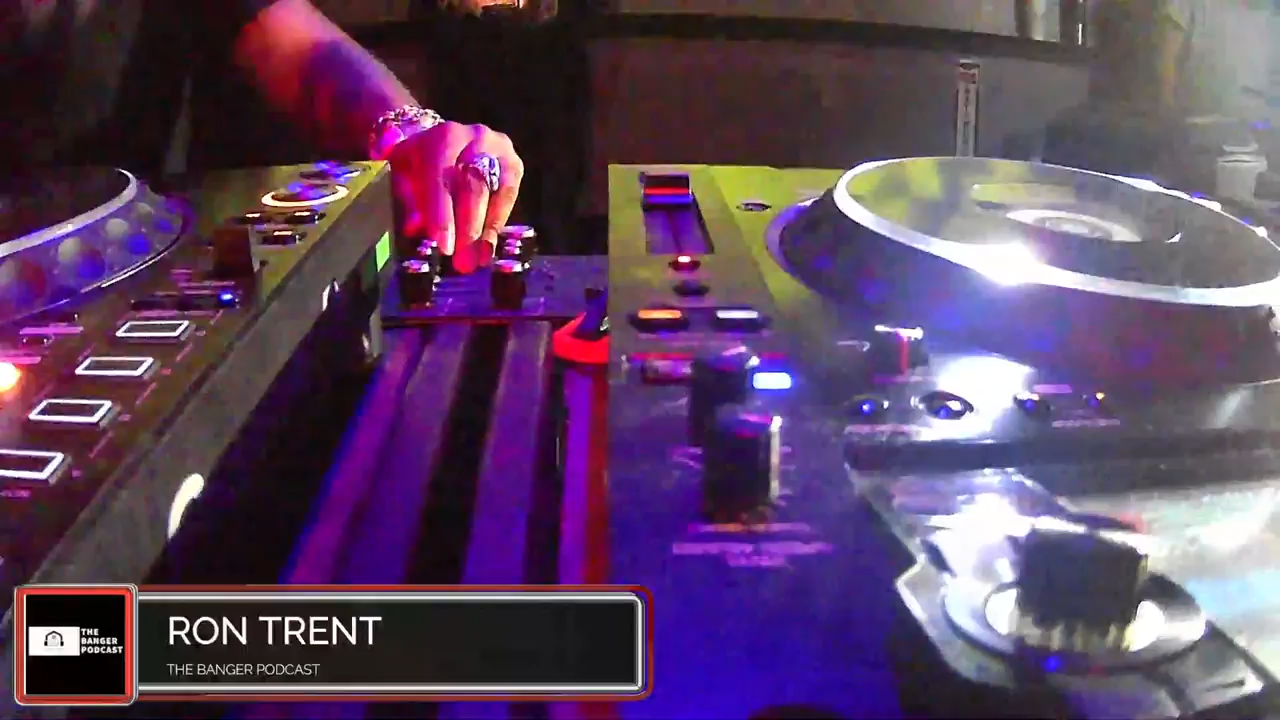 RON TRENT
THE BANGER PODCAST
THE
BANGER
PODCAST